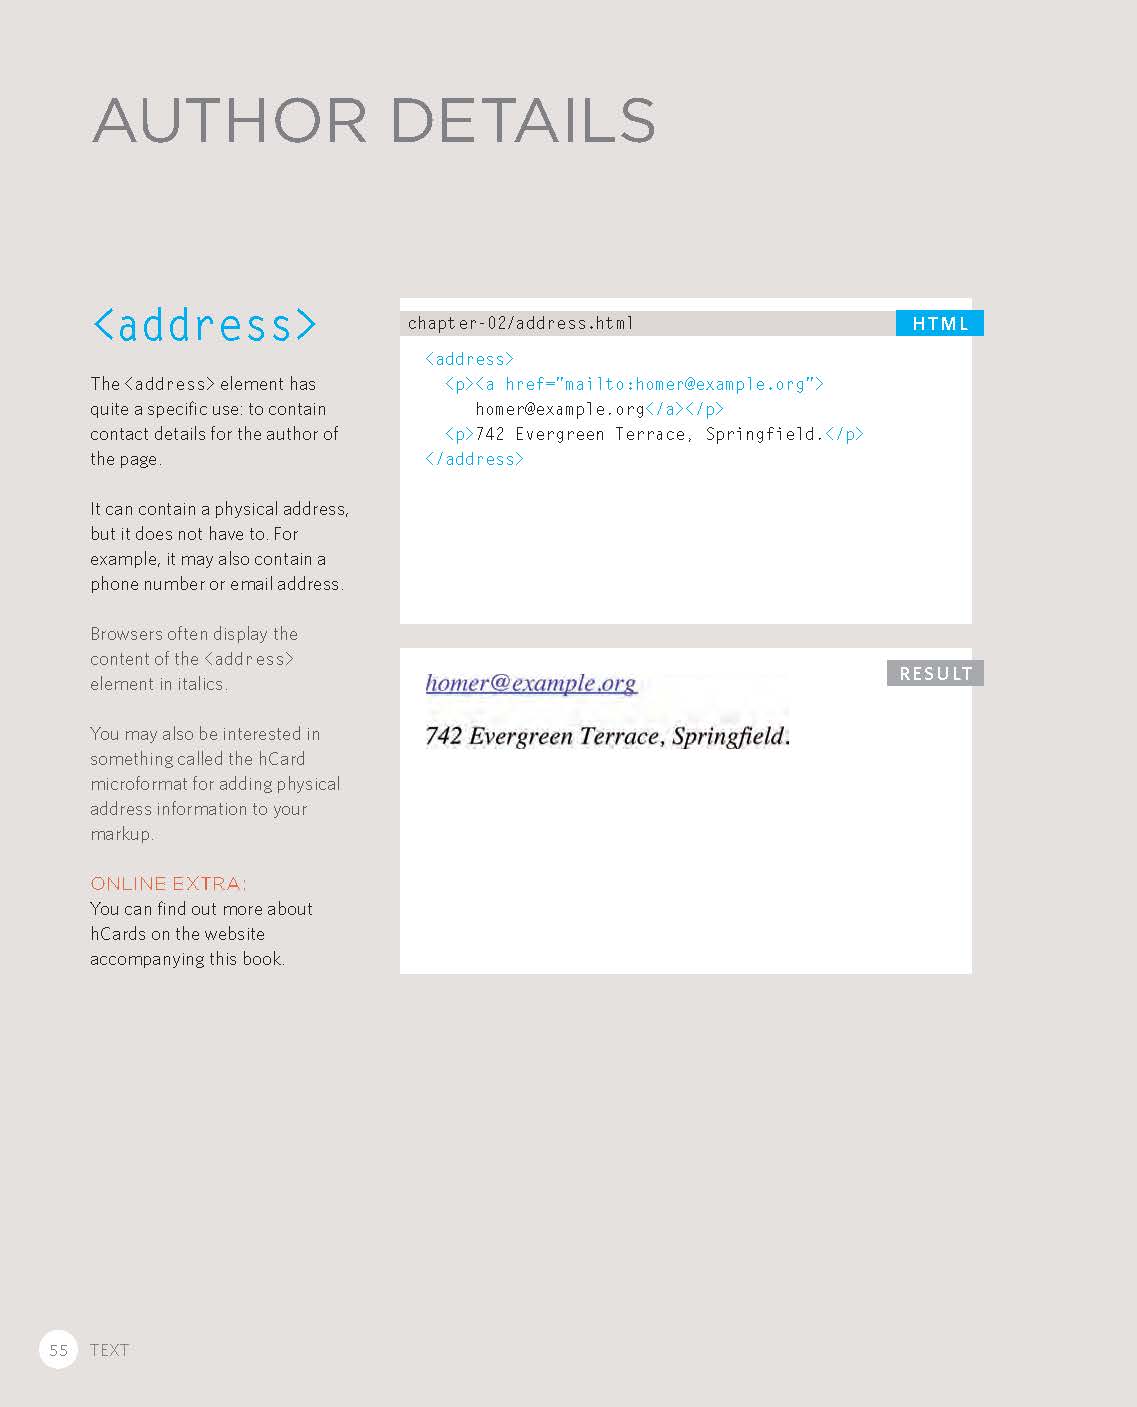 AUTHOR DETAILS
<address>
The <address> element has
quite a specific use: to contain
contact details for the author of
the page.
It can contain a physical address,
but it does not have to. For
example, it may also contain a
phone number or email address.
Browsers often display the
content of the <address>
element in italics.
You may also be interested in
something called the hCard
microformat for adding physical
address information to your
markup.
ONLINE EXTRA:
You can find out more about
hCards on the website
accompanying this book.
chapter-02/address.html
HTML
<address>
<p><a href="mailto:homer@example.org">
homer@example.org</a></p>
<p>742 Evergreen Terrace, Springfield.</p>
</address>
RESULT
homer@example.org
742 Evergreen Terrace, Springfield.
55 TEXT